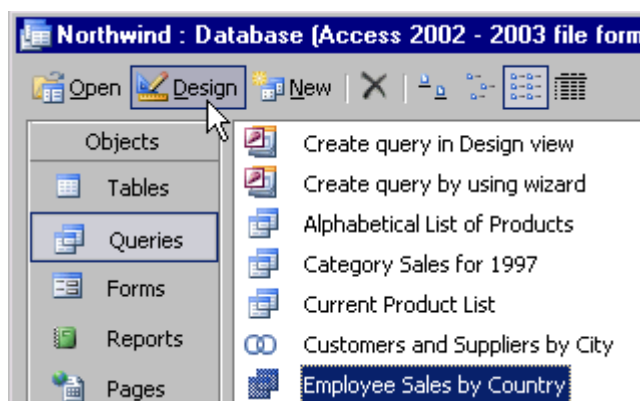 Northwind : Database (Access 2002 - 2003 file form
Open Design New
Objects
Tables
Queries
Forms
Reports
Pages
Create query in Design view
Create query by using wizard
Alphabetical List of Products
Category Sales for 1997
Current Product List
Customers and Suppliers by City
Employee Sales by Country